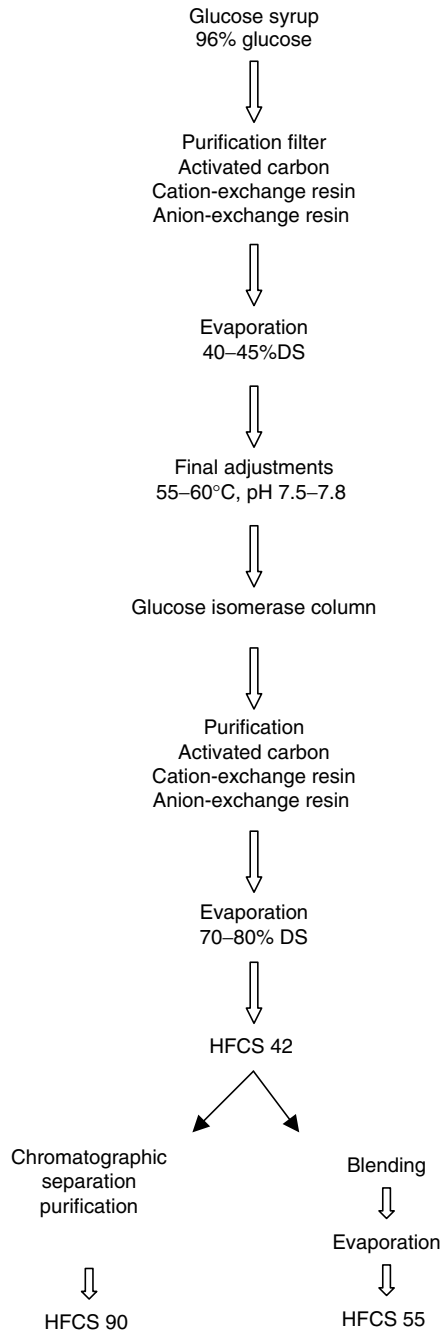 Glucose syrup
96% glucose
Purification filter
Activated carbon
Cation-exchange resin
Anion-exchange resin
Evaporation
40–45%DS
Final adjustments
55–60°C, pH 7.5–7.8
Glucose isomerase column
Purification
Activated carbon
Cation-exchange resin
Anion-exchange resin
Evaporation
70–80% DS
HFCS 42
Chromatographic
separation
purification
HFCS 90
Blending
Evaporation
HFCS 55